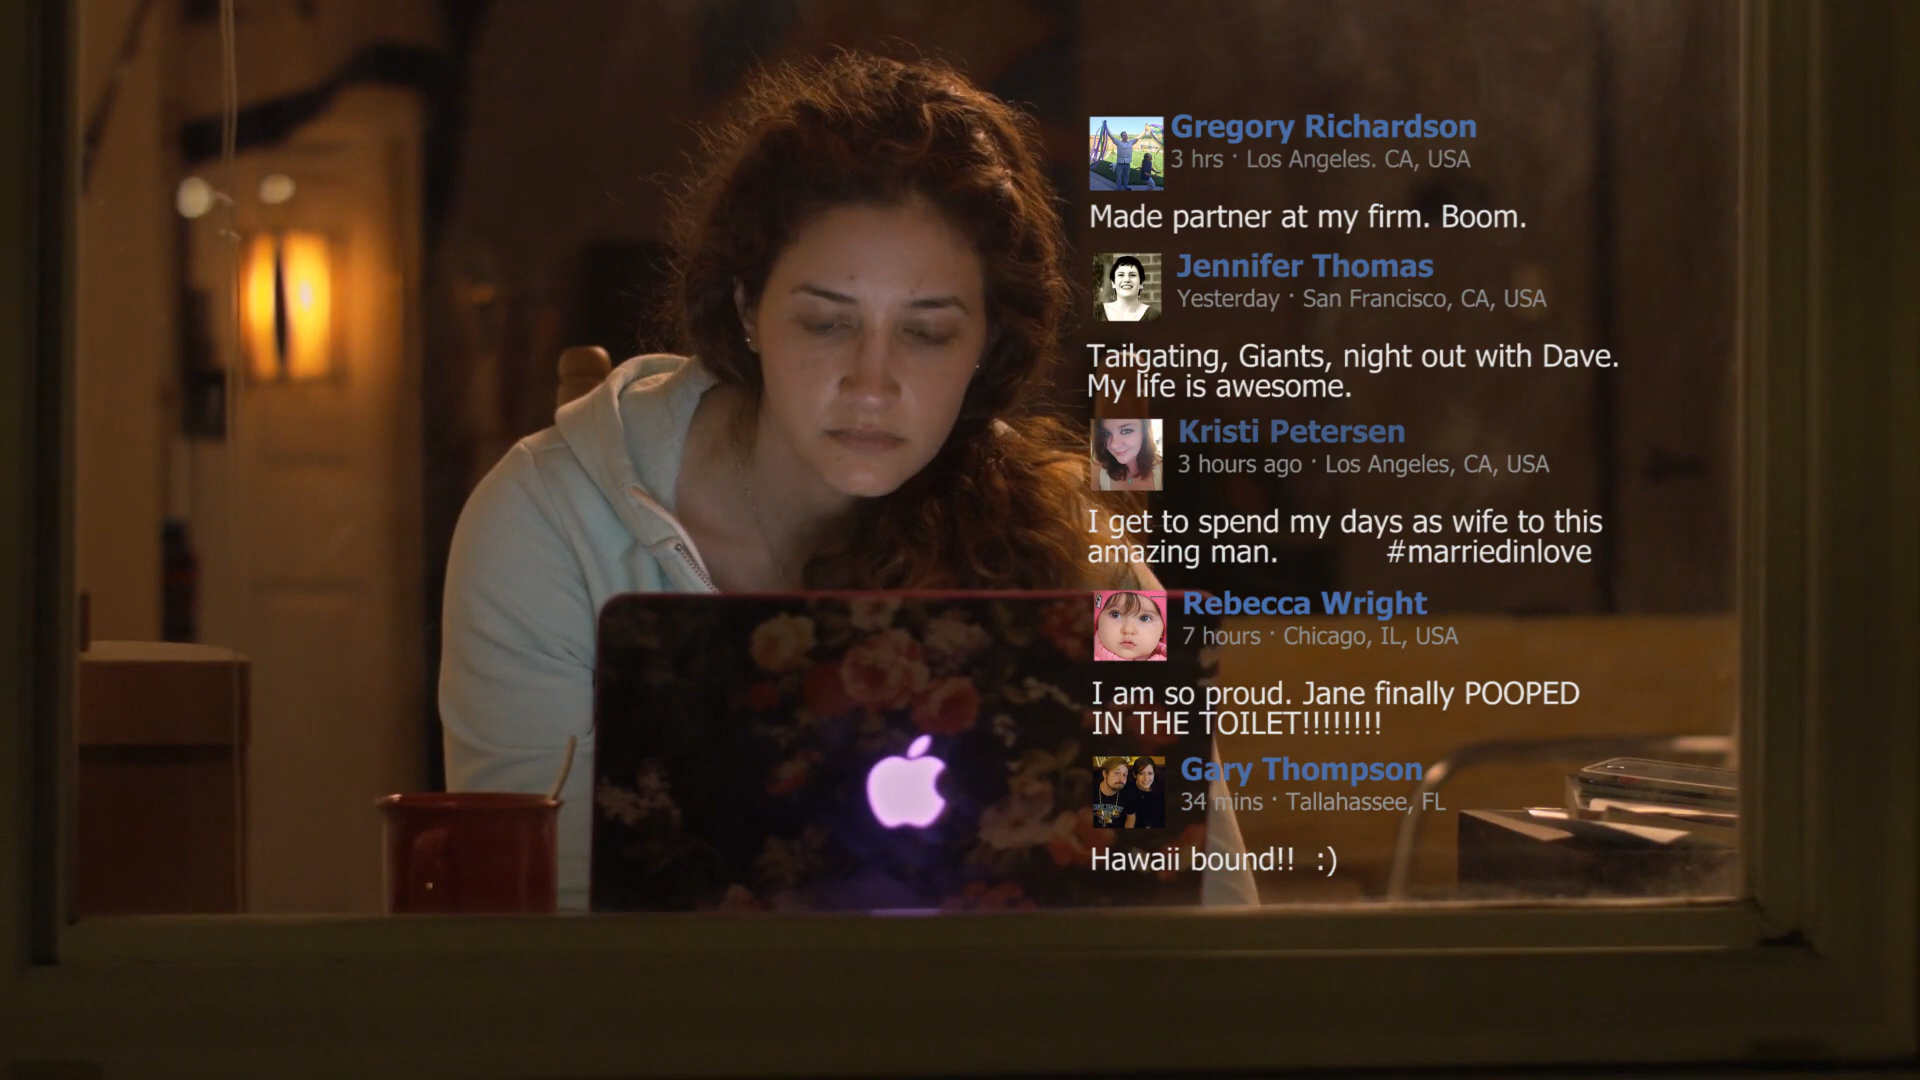 Gregory Richardson
3 hrs · Los Angeles. CA, USA
Made partner at my firm. Boom.
Jennifer Thomas
Yesterday · San Francisco, CA, USA
Tailgating, Giants, night out with Dave.
My life is awesome.
Kristi Petersen
3 hours ago · Los Angeles, CA, USA
I get to spend my days as wife to this
amazing man. #marriedinlove
Rebecca Wright
7 hours · Chicago, IL, USA
I am so proud. Jane finally POOPED
IN THE TOILET!!!!!!!!
Gary Thompson
34 mins · Tallahassee, FL
Hawaii bound!! :)